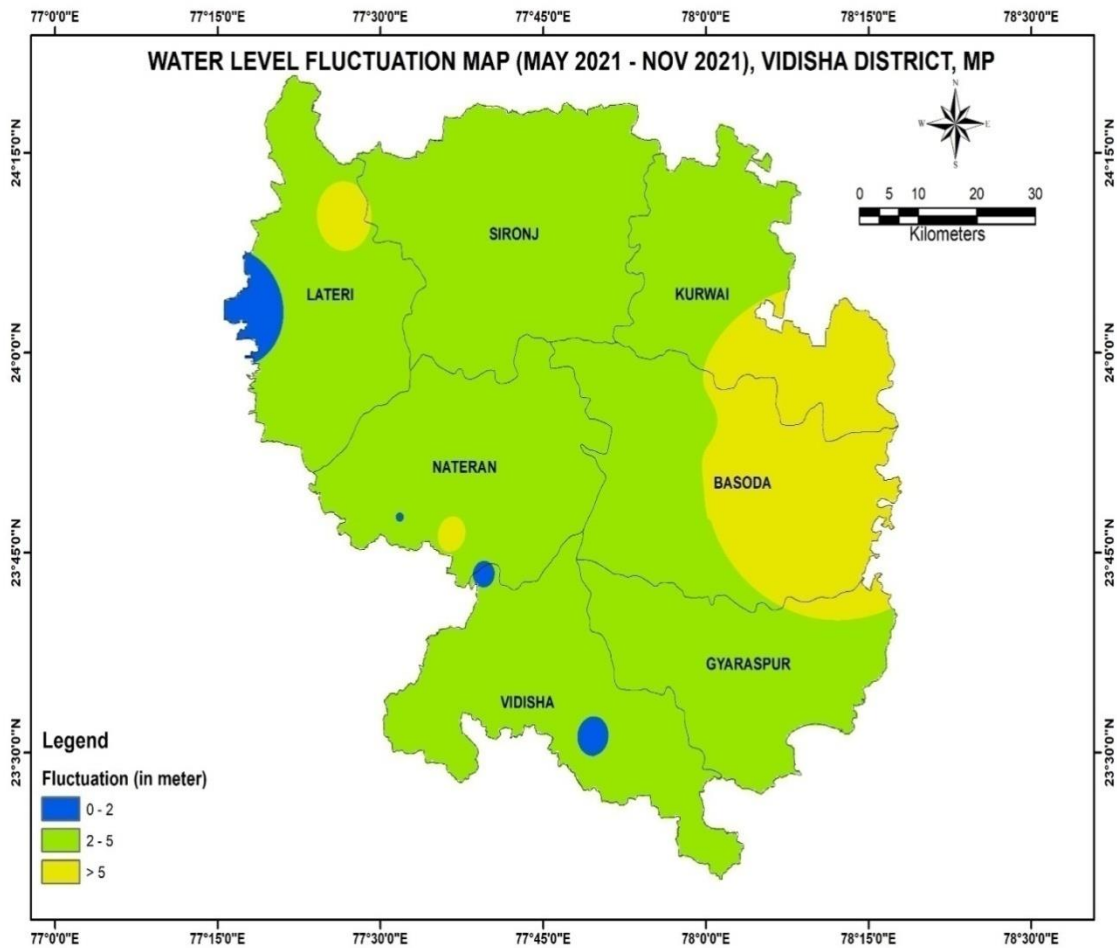 77°0'0"E 77°15'0"E 77°30'0"E 77°45'0"E 78°0'0"E 78°15'0"E 78°30'0"E
WATER LEVEL FLUCTUATION MAP (MAY 2021 - NOV 2021), VIDISHA DISTRICT, MP
N
W E
S
24°15'0"N 24°15'0"N
0 5 10 20 30
Kilometers
SIRONJ
LATERI
KURWAI
24°0'0"N 24°0'0"N
NATERAN
BASODA
23°45'0"N 23°45'0"N
GYARASPUR
VIDISHA
23°30'0"N 23°30'0"N
Legend
Fluctuation (in meter)
0 - 2
2 - 5
> 5
77°0'0"E 77°15'0"E 77°30'0"E 77°45'0"E 78°0'0"E 78°15'0"E 78°30'0"E